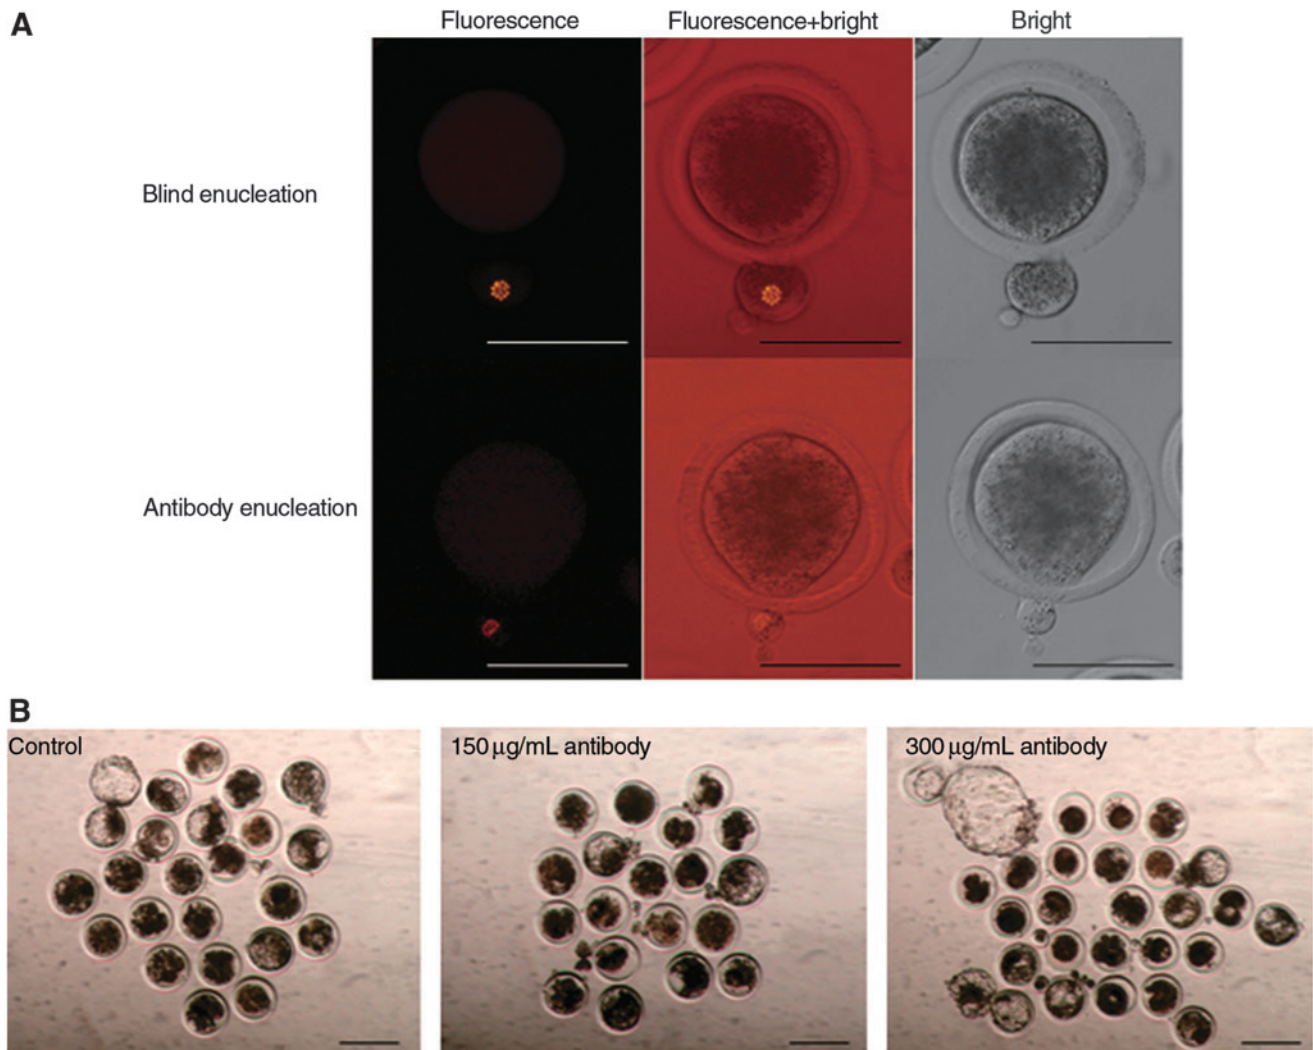 A
Fluorescence
Fluorescence+bright
Bright
Blind enucleation
Antibody enucleation
B
Control
150 μg/mL antibody
300 μg/mL antibody